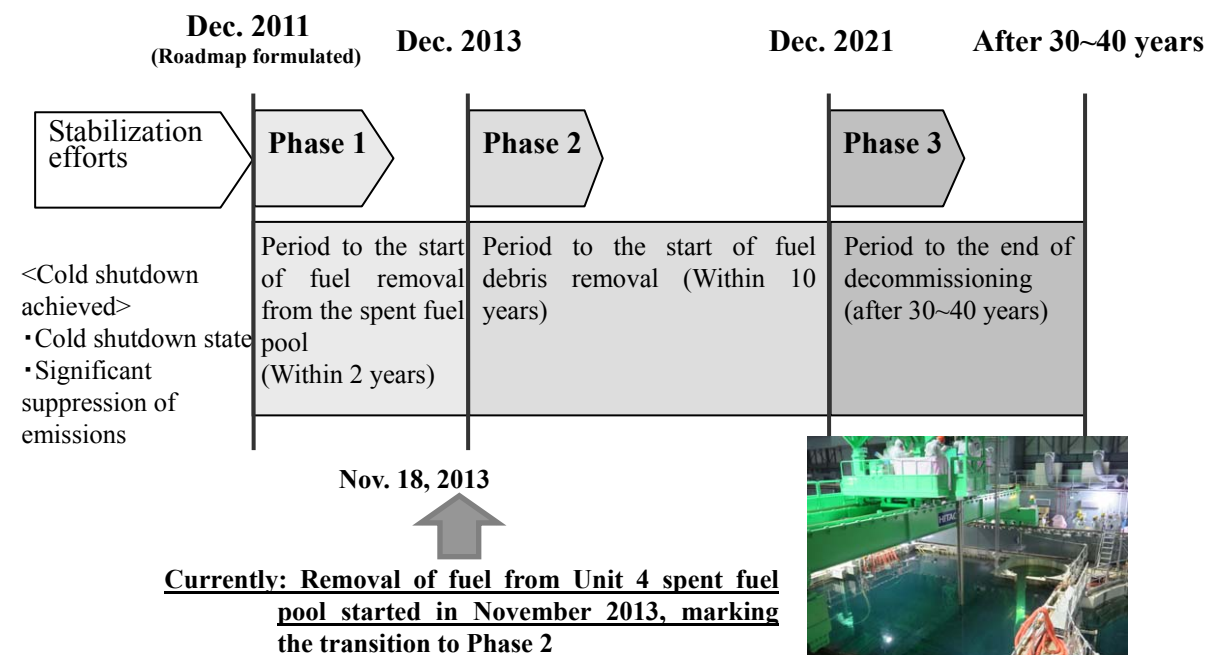 Dec. 2011
(Roadmap formulated)
Dec. 2013
Dec. 2021
After 30~40 years
Stabilization
efforts
Phase 1
Phase 2
Phase 3
<Cold shutdown
achieved>
・Cold shutdown state
・Significant
suppression of
emissions
Period to the start
of fuel removal
from the spent fuel
pool
(Within 2 years)
Period to the start of fuel
debris removal (Within 10
years)
Period to the end of
decommissioning
(after 30~40 years)
Nov. 18, 2013
Currently: Removal of fuel from Unit 4 spent fuel
pool started in November 2013, marking
the transition to Phase 2